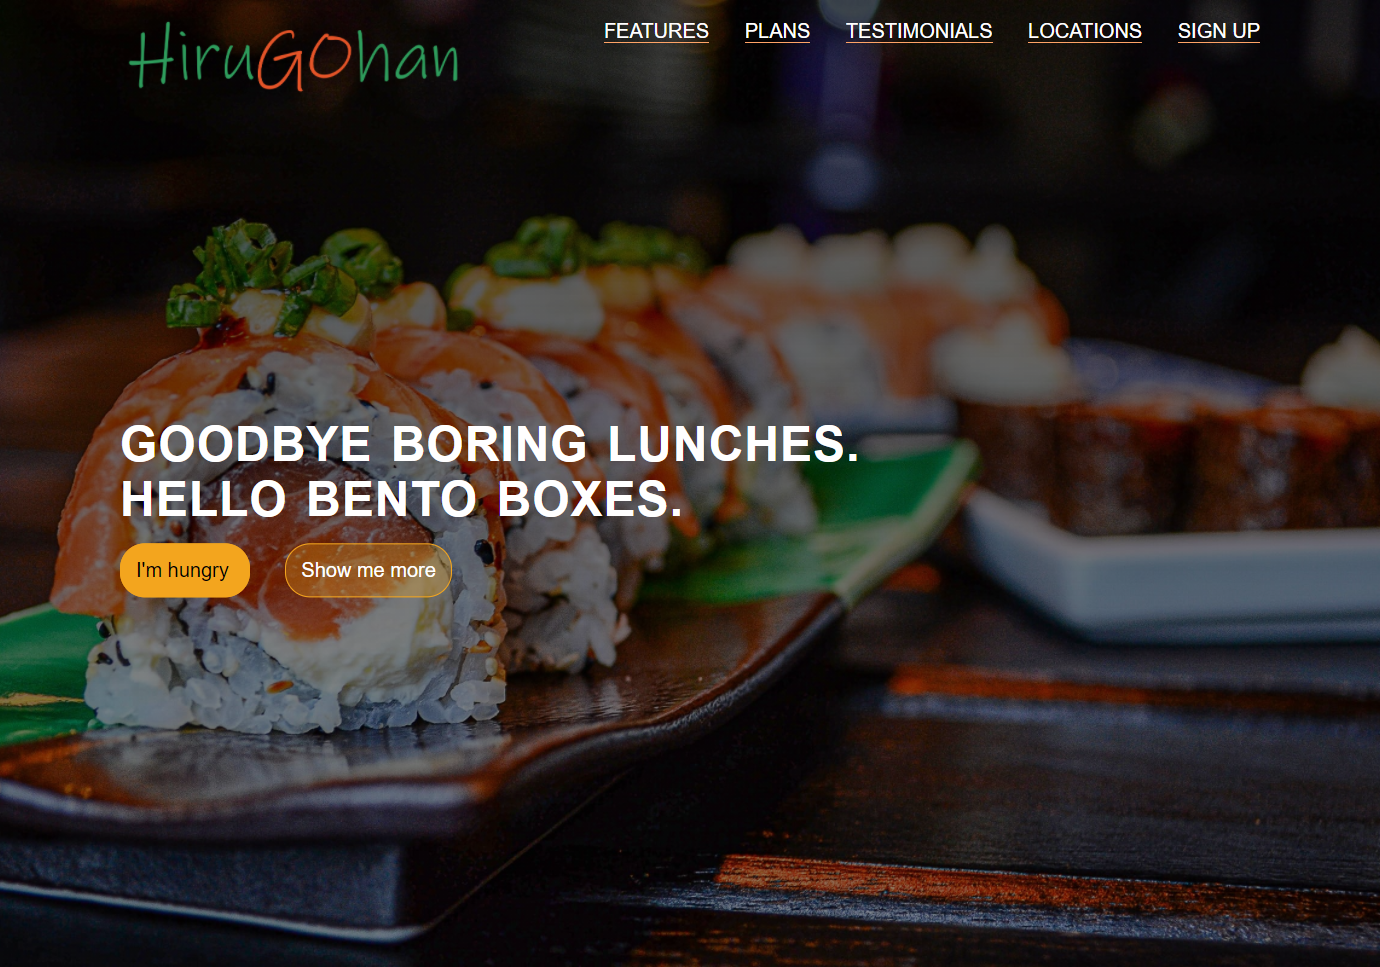 HiruGOhan
FEATURES PLANS TESTIMONIALS LOCATIONS SIGN UP
GOODBYE BORING LUNCHES.
HELLO BENTO BOXES.
I'm hungry Show me more